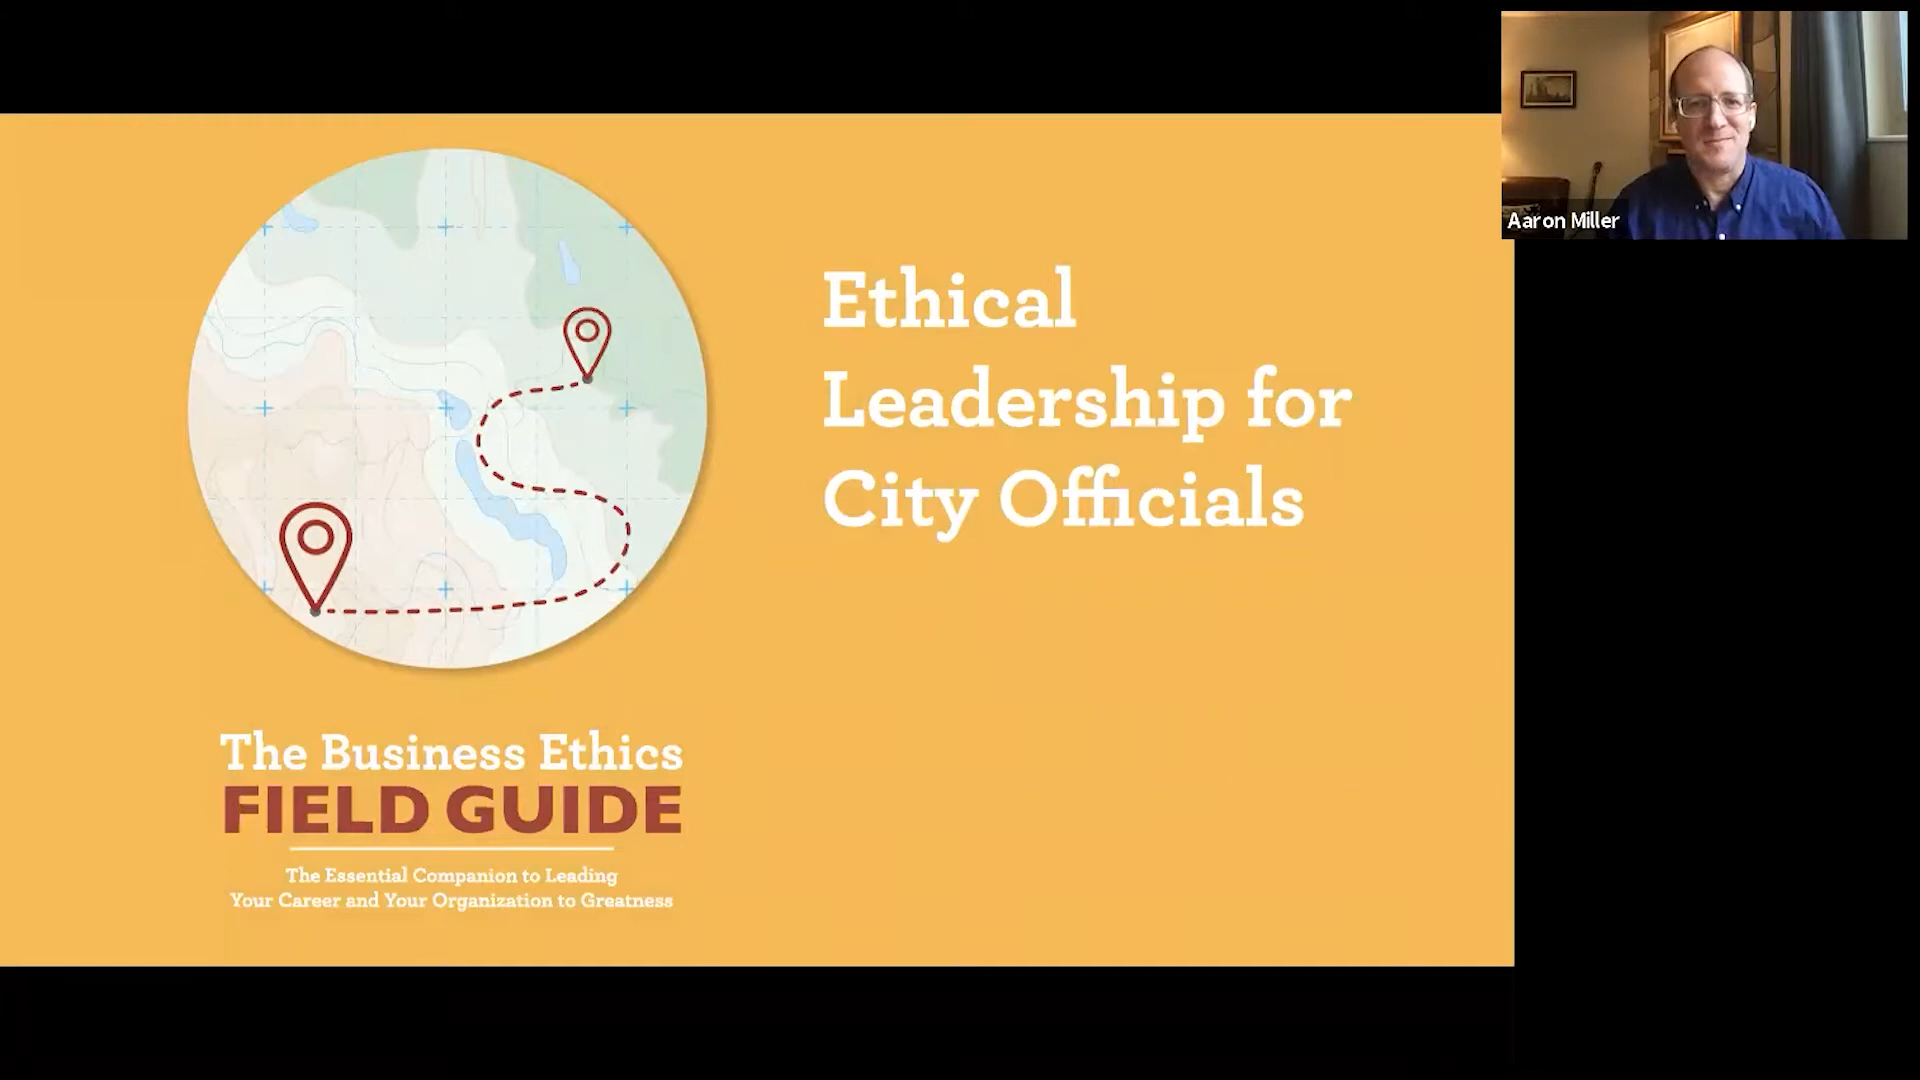 Aaron Miller
Ethical
Leadership for
City Officials
The Business Ethics
FIELD GUIDE
The Essential Companion to Leading
Your Career and Your Organization to Greatness